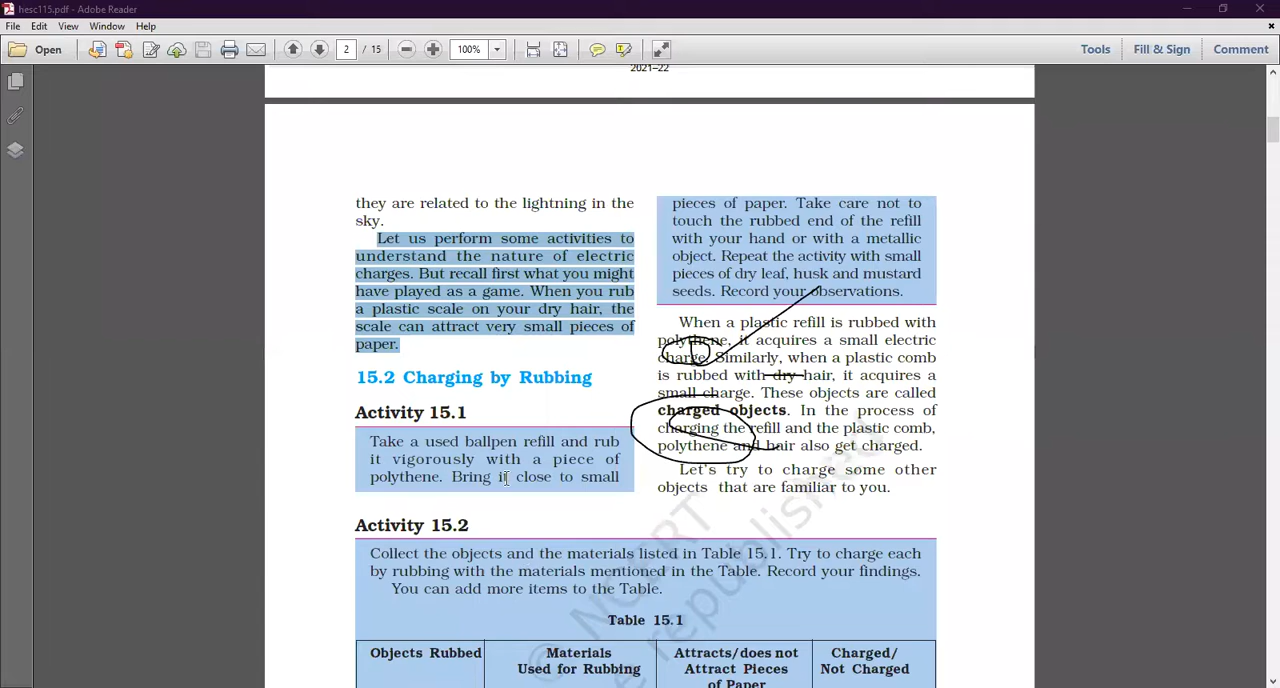 hesc115.pdf - Adobe Reader
File Edit View Window Help
Open 2 / 15 100% Tools Fill & Sign Comment
2021–22
they are related to the lightning in the
sky.
Let us perform some activities to
understand the nature of electric
charges. But recall first what you might
have played as a game. When you rub
a plastic scale on your dry hair, the
scale can attract very small pieces of
paper.
15.2 Charging by Rubbing
Activity 15.1
Take a used ballpen refill and rub
it vigorously with a piece of
polythene. Bring it close to small
pieces of paper. Take care not to
touch the rubbed end of the refill
with your hand or with a metallic
object. Repeat the activity with small
pieces of dry leaf, husk and mustard
seeds. Record your observations.
When a plastic refill is rubbed with
polythene, it acquires a small electric
charge. Similarly, when a plastic comb
is rubbed with dry hair, it acquires a
small charge. These objects are called
charged objects. In the process of
charging the refill and the plastic comb,
polythene and hair also get charged.
Let's try to charge some other
objects that are familiar to you.
Activity 15.2
Collect the objects and the materials listed in Table 15.1. Try to charge each
by rubbing with the materials mentioned in the Table. Record your findings.
You can add more items to the Table.
Table 15.1
Objects Rubbed
Materials
Used for Rubbing
Attracts/does not
Attract Pieces
of Paper
Charged/
Not Charged
© NCERT
republished